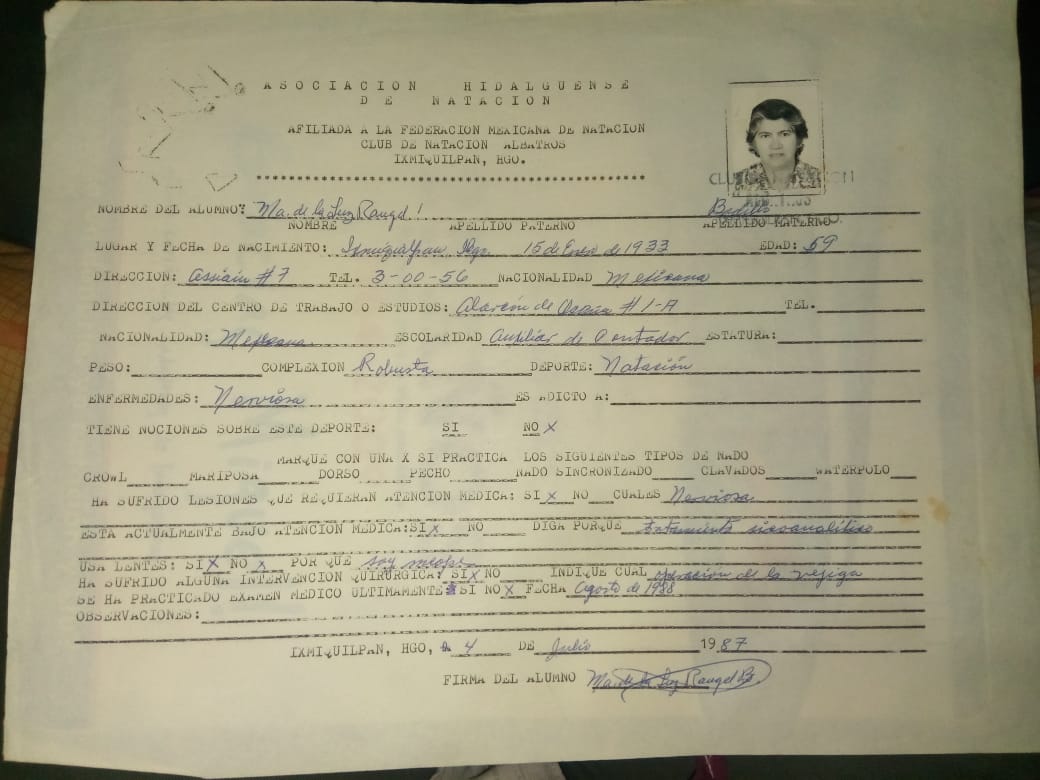 ASOCIACION HIDALGUENSE
DE NATACION
AFILIADA A LA FEDERACION MEXICANA DE NATACION
CLUB DE NATACION ALBATROS
IXMIQUILPAN, HGO.
CLUB NATACION
NOMBRE DEL ALUMNO: Ma. de la Luz Rangel Badillo
NOMBRE APELLIDO PATERNO APELLIDO MATERNO
LUGAR Y FECHA DE NACIMIENTO: Ixmiquilpan Hgo. 15 de Enero de 1933 EDAD: 59
DIRECCION: Assiain #7 TEL. 3-00-56 NACIONALIDAD Mexicana
DIRECCION DEL CENTRO DE TRABAJO O ESTUDIOS: Alarcón de # 1-A TEL.
NACIONALIDAD: Mexicana ESCOLARIDAD Auxiliar de Contador ESTATURA:
PESO: COMPLEXION Robusta DEPORTE: Natación
ENFERMEDADES: Nerviosa ES ADICTO A:
TIENE NOCIONES SOBRE ESTE DEPORTE: SI NO X
MARQUE CON UNA X SI PRACTICA LOS SIGUIENTES TIPOS DE NADO
CROWL MARIPOSA DORSO PECHO NADO SINCRONIZADO CLAVADOS WATERPOLO
HA SUFRIDO LESIONES QUE REQUIERAN ATENCION MEDICA: SI X NO CUALES Nerviosa
ESTA ACTUALMENTE BAJO ATENCION MEDICA: SI X NO DIGA PORQUE tratamiento sicoanalitico
USA LENTES: SI X NO X POR QUE soy miope
HA SUFRIDO ALGUNA INTERVENCION QUIRURGICA: SI X NO INDIQUE CUAL operación de la vejiga
SE HA PRACTICADO EXAMEN MEDICO ULTIMAMENTE: SI NO X FECHA Agosto de 1988
OBSERVACIONES:
IXMIQUILPAN, HGO, A 4 DE Julio 1987
FIRMA DEL ALUMNO Ma. de la Luz Rangel B.